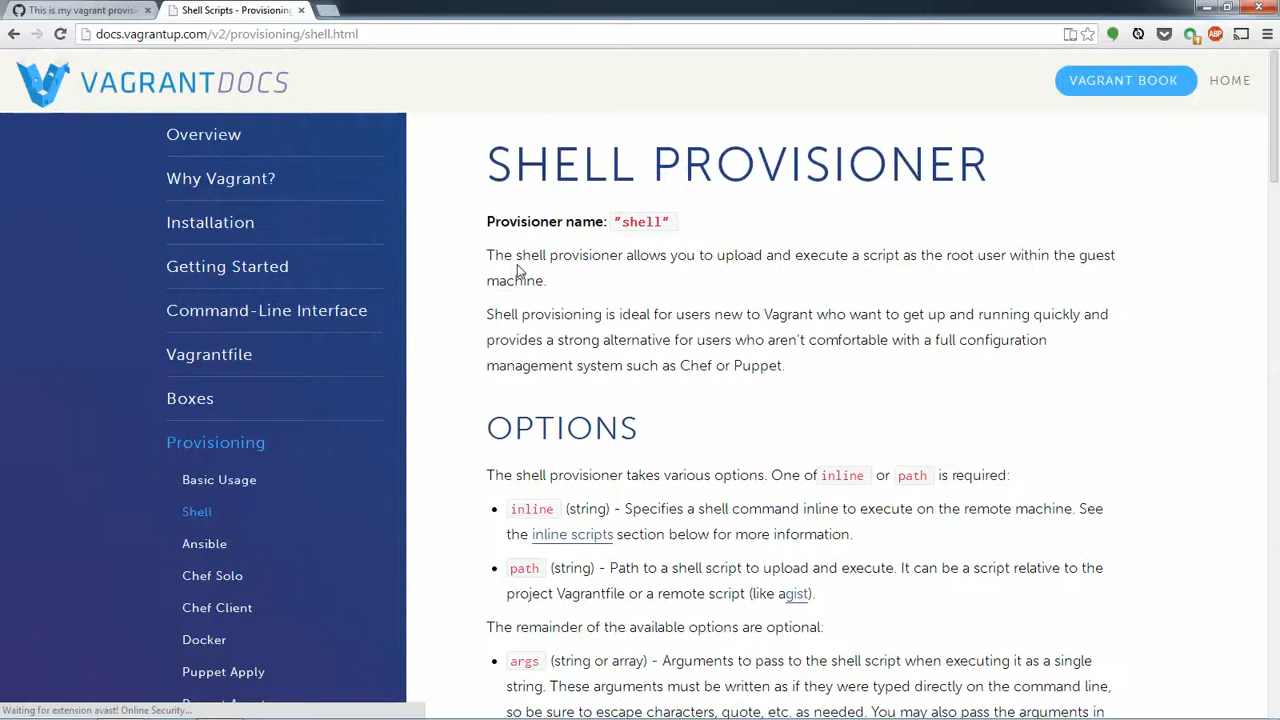 This is my vagrant provis
Shell Scripts - Provisionin
docs.vagrantup.com/v2/provisioning/shell.html
VAGRANTDOCS
VAGRANT BOOK
HOME
Overview
Why Vagrant?
Installation
Getting Started
Command-Line Interface
Vagrantfile
Boxes
Provisioning
Basic Usage
Shell
Ansible
Chef Solo
Chef Client
Docker
Puppet Apply
SHELL PROVISIONER
Provisioner name: "shell"
The shell provisioner allows you to upload and execute a script as the root user within the guest
machine.
Shell provisioning is ideal for users new to Vagrant who want to get up and running quickly and
provides a strong alternative for users who aren't comfortable with a full configuration
management system such as Chef or Puppet.
OPTIONS
The shell provisioner takes various options. One of inline or path is required:
• inline (string) - Specifies a shell command inline to execute on the remote machine. See
the inline scripts section below for more information.
• path (string) - Path to a shell script to upload and execute. It can be a script relative to the
project Vagrantfile or a remote script (like a gist).
The remainder of the available options are optional:
• args (string or array) - Arguments to pass to the shell script when executing it as a single
string. These arguments must be written as if they were typed directly on the command line,
so be sure to escape characters, quote, etc. as needed. You may also pass the arguments in
Waiting for extension avast! Online Security...
ABP